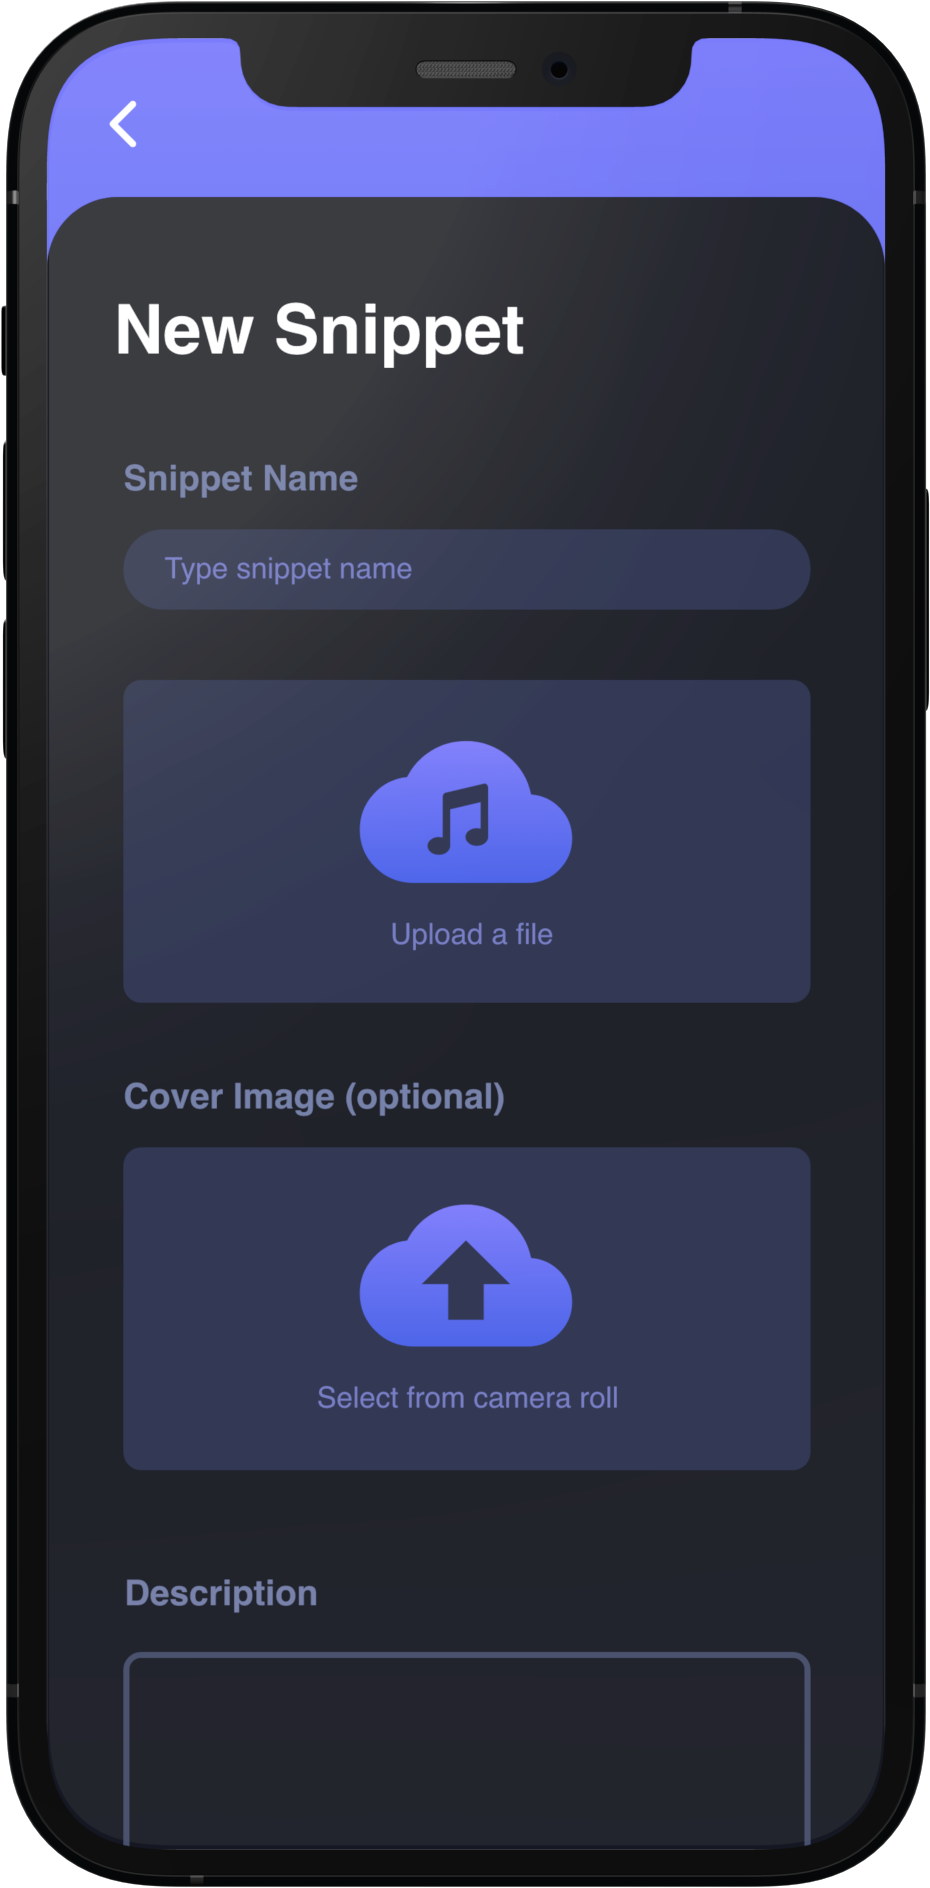 New Snippet
Snippet Name
Type snippet name
Upload a file
Cover Image (optional)
Select from camera roll
Description